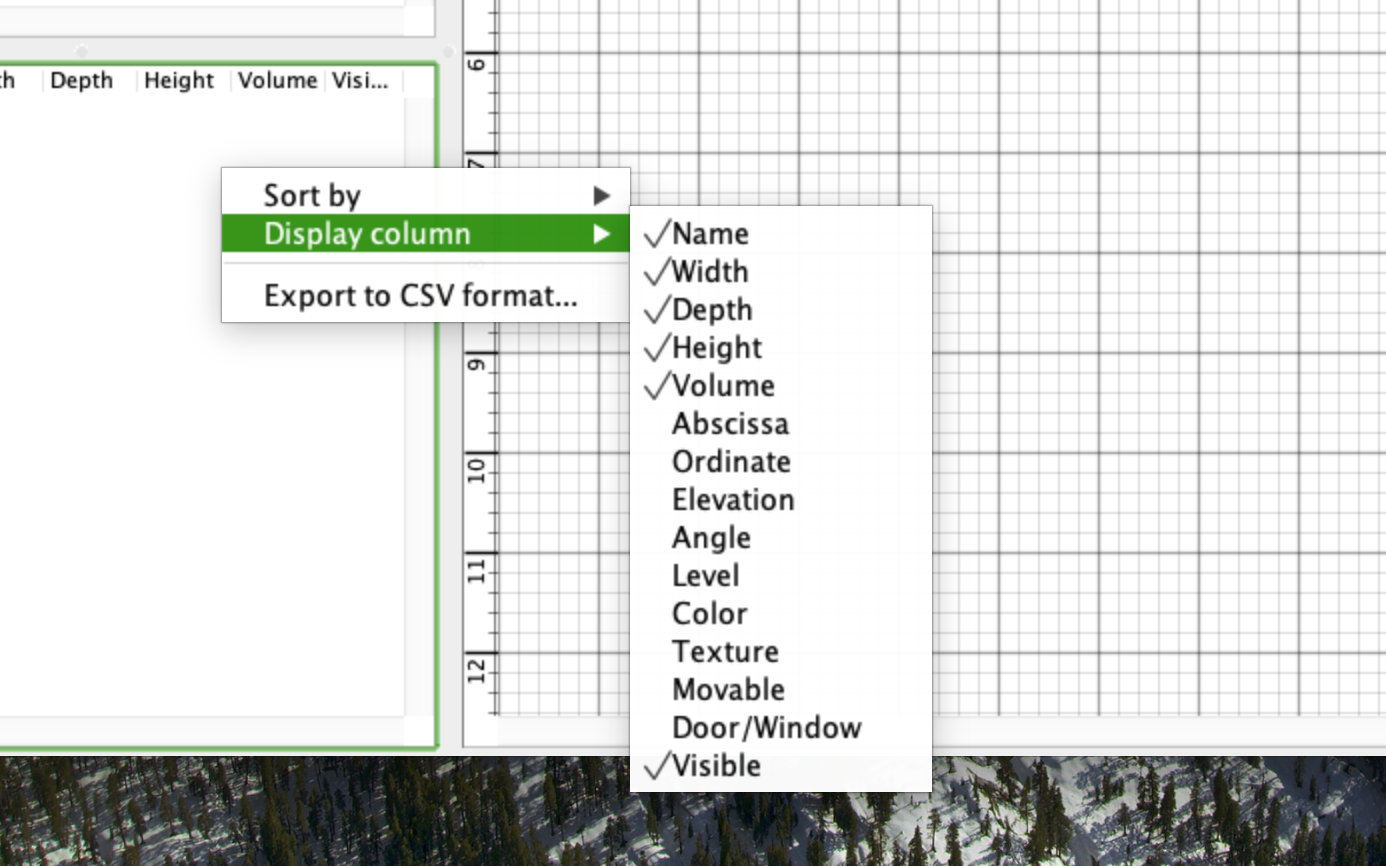 th Depth Height Volume Visi...
6
7
9
10
11
12
Sort by
Display column
Export to CSV format...
Name
Width
Depth
Height
Volume
Abscissa
Ordinate
Elevation
Angle
Level
Color
Texture
Movable
Door/Window
Visible